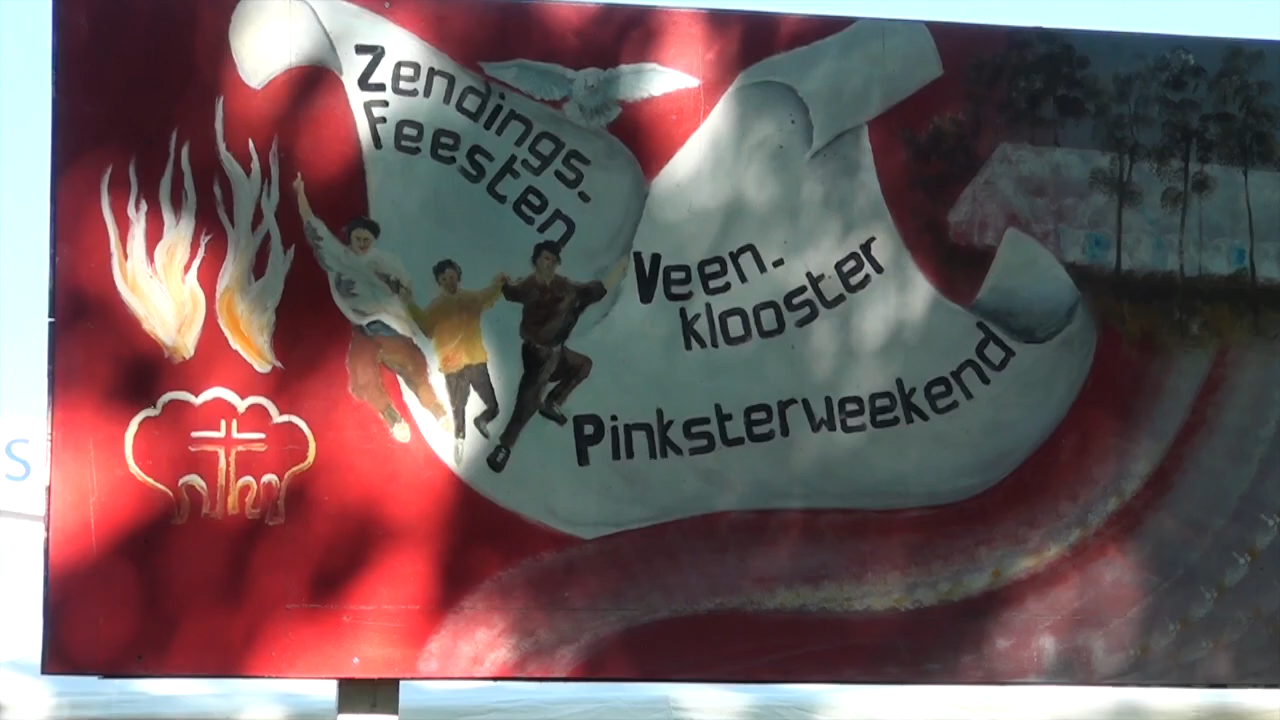 Zendings-
Feesten
Veen-
klooster
Pinksterweekend
S